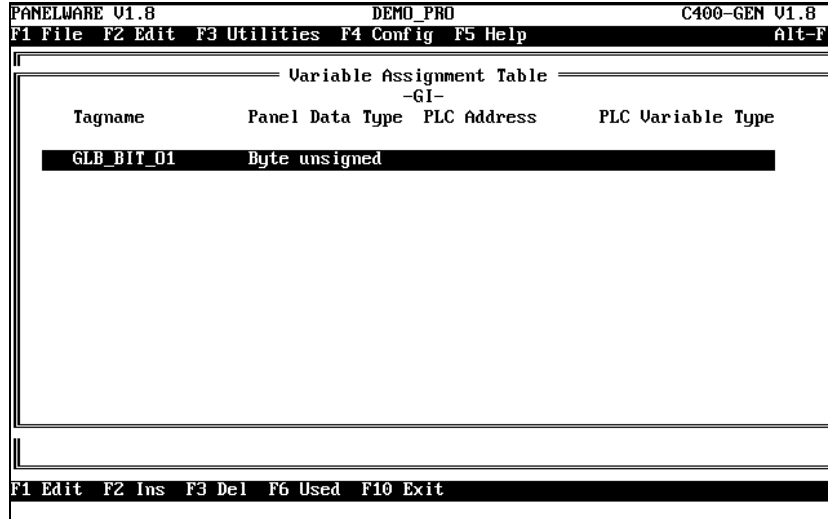 PANELWARE V1.8 DEMO_PRO C400-GEN V1.8
F1 File F2 Edit F3 Utilities F4 Config F5 Help Alt-F
Variable Assignment Table
-GI-
Tagname Panel Data Type PLC Address PLC Variable Type
GLB_BIT_01 Byte unsigned
F1 Edit F2 Ins F3 Del F6 Used F10 Exit